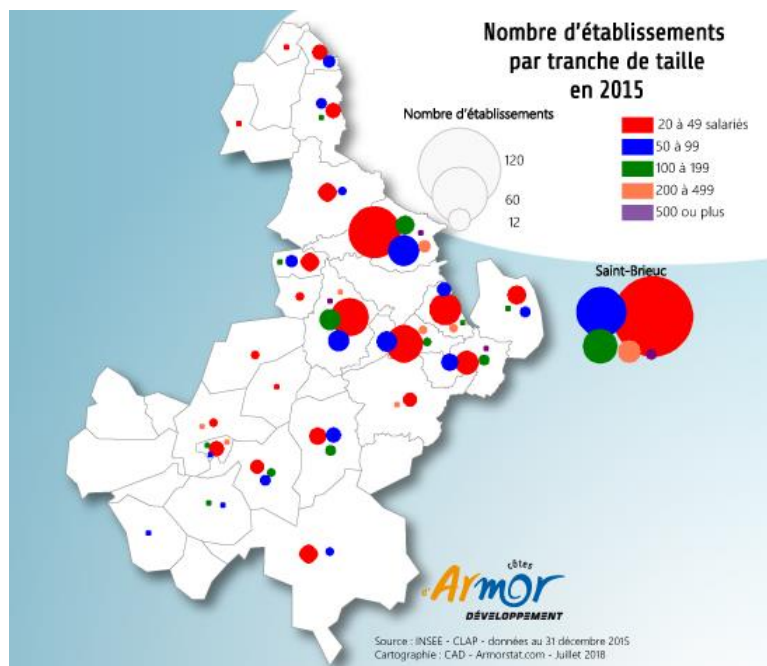 Nombre d'établissements
par tranche de taille
en 2015
Nombre d'établissements
120
60
12
20 à 49 salariés
50 à 99
100 à 199
200 à 499
500 ou plus
Saint-Brieuc
côtes
d'Armor
DÉVELOPPEMENT
Source : INSEE - CLAP - données au 31 décembre 2015
Cartographie : CAD - Armorstat.com - Juillet 2018